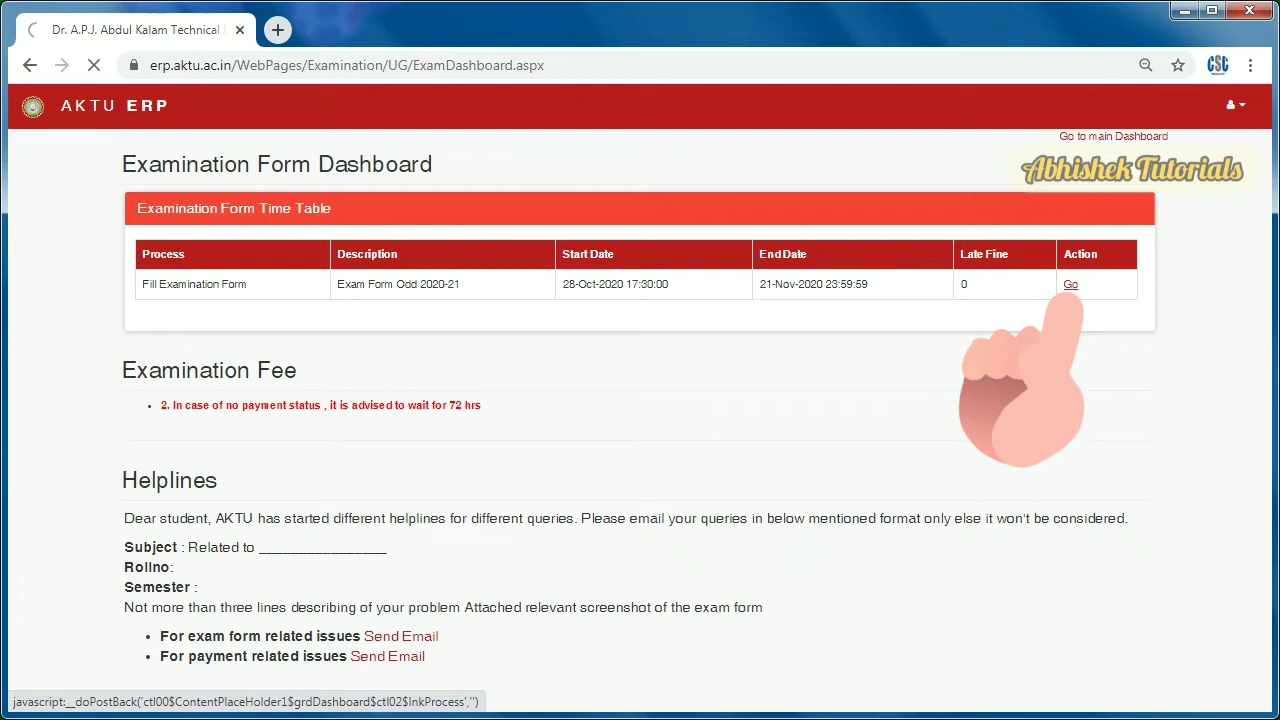 Dr. A.P.J. Abdul Kalam Technical
erp.aktu.ac.in/WebPages/Examination/UG/ExamDashboard.aspx
CSC
AKTU ERP
Go to main Dashboard
Examination Form Dashboard
Abhishek Tutorials
Examination Form Time Table
Process Description Start Date End Date Late Fine Action
Fill Examination Form Exam Form Odd 2020-21 28-Oct-2020 17:30:00 21-Nov-2020 23:59:59 0 Go
Examination Fee
• 2. In case of no payment status , it is advised to wait for 72 hrs
Helplines
Dear student, AKTU has started different helplines for different queries. Please email your queries in below mentioned format only else it won't be considered.
Subject : Related to ________________
Rollno:
Semester :
Not more than three lines describing of your problem Attached relevant screenshot of the exam form
• For exam form related issues Send Email
• For payment related issues Send Email
javascript:__doPostBack('ctl00$ContentPlaceHolder1$grdDashboard$ctl02$lnkProcess','')